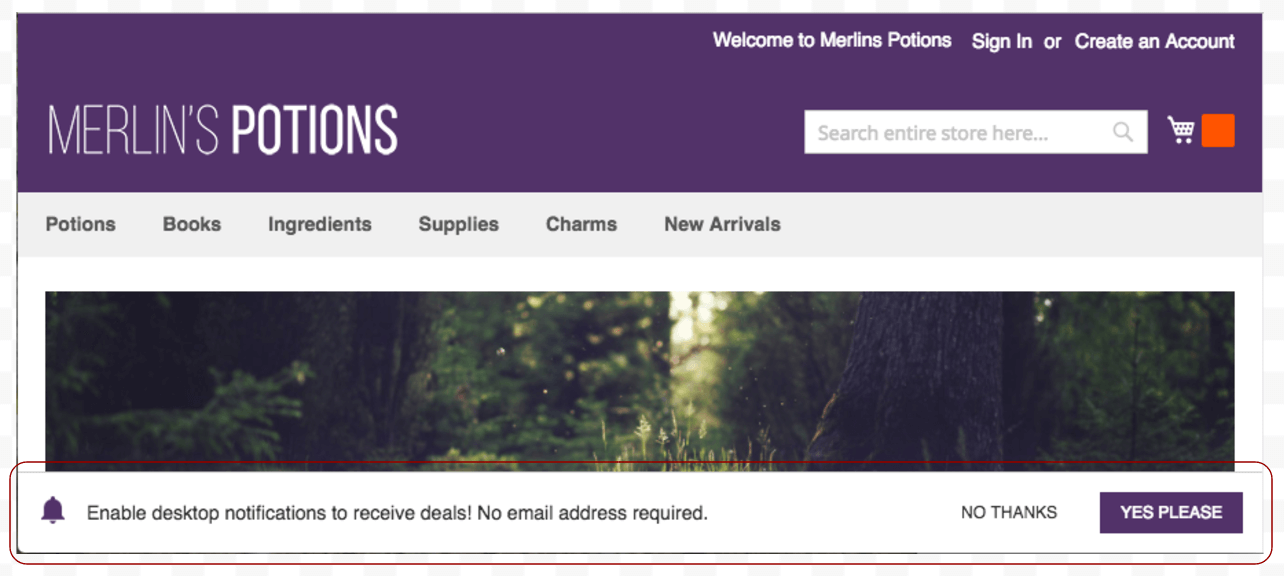 Welcome to Merlins Potions Sign In or Create an Account
MERLIN'S POTIONS
Search entire store here...
Potions Books Ingredients Supplies Charms New Arrivals
Enable desktop notifications to receive deals! No email address required. NO THANKS YES PLEASE